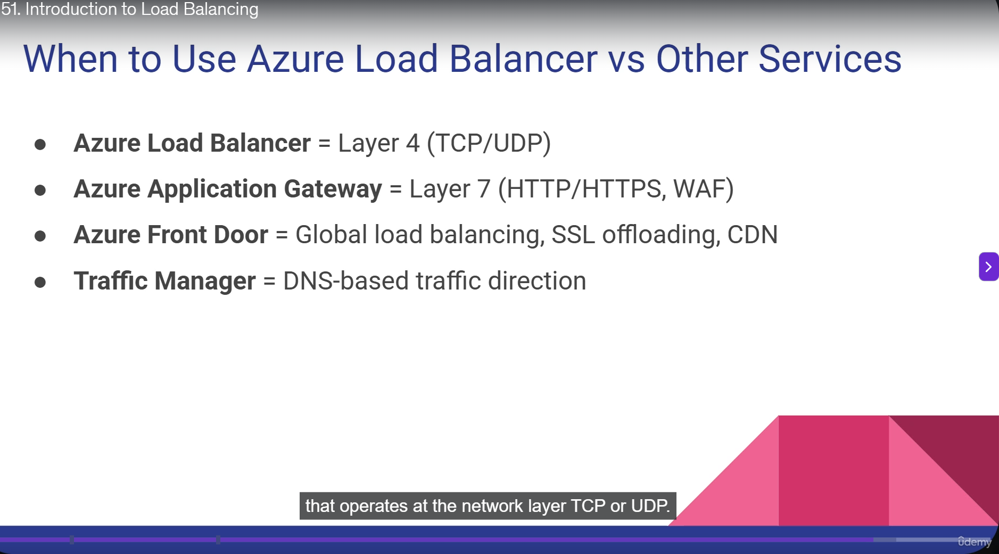 51. Introduction to Load Balancing
When to Use Azure Load Balancer vs Other Services
● Azure Load Balancer = Layer 4 (TCP/UDP)
● Azure Application Gateway = Layer 7 (HTTP/HTTPS, WAF)
● Azure Front Door = Global load balancing, SSL offloading, CDN
● Traffic Manager = DNS-based traffic direction
that operates at the network layer TCP or UDP.
ûdemy